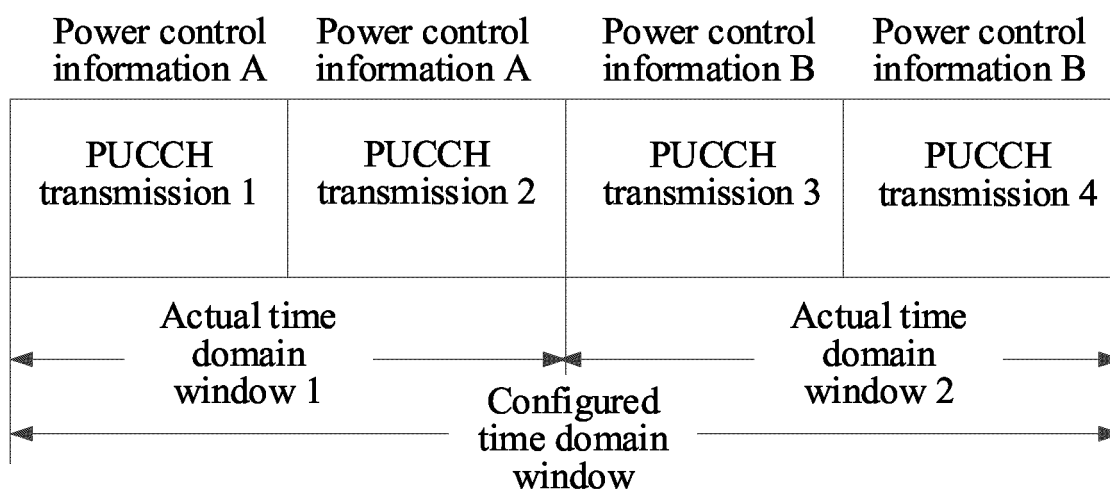 Power control
information A
Power control
information A
Power control
information B
Power control
information B
PUCCH
transmission 1
PUCCH
transmission 2
PUCCH
transmission 3
PUCCH
transmission 4
Actual time
domain
window 1
Actual time
domain
window 2
Configured
time domain
window